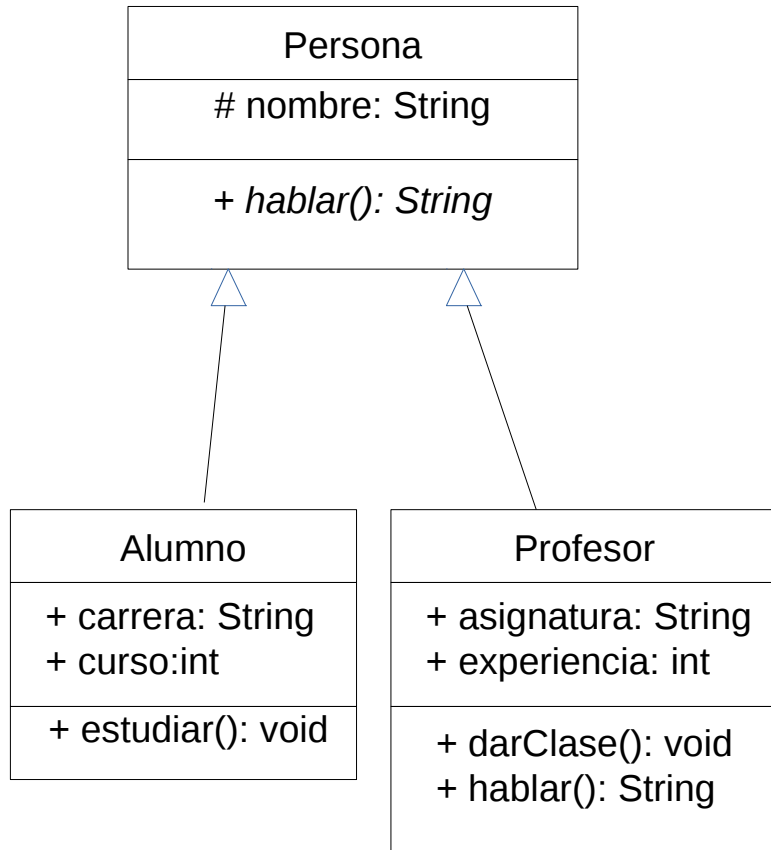 Persona
# nombre: String
+ hablar(): String
Alumno
+ carrera: String
+ curso:int
+ estudiar(): void
Profesor
+ asignatura: String
+ experiencia: int
+ darClase(): void
+ hablar(): String